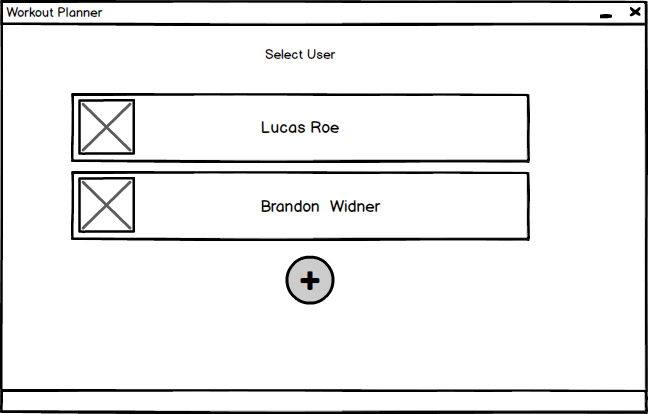 Workout Planner
Select User
Lucas Roe
Brandon Widner